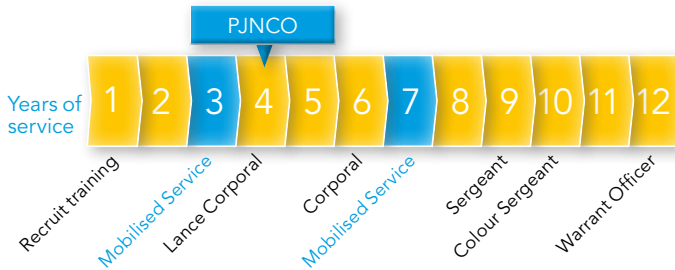 PJNCO
Years of
service
1 2 3 4 5 6 7 8 9 10 11 12
Recruit training
Mobilised Service
Lance Corporal
Corporal
Mobilised Service
Sergeant
Colour Sergeant
Warrant Officer